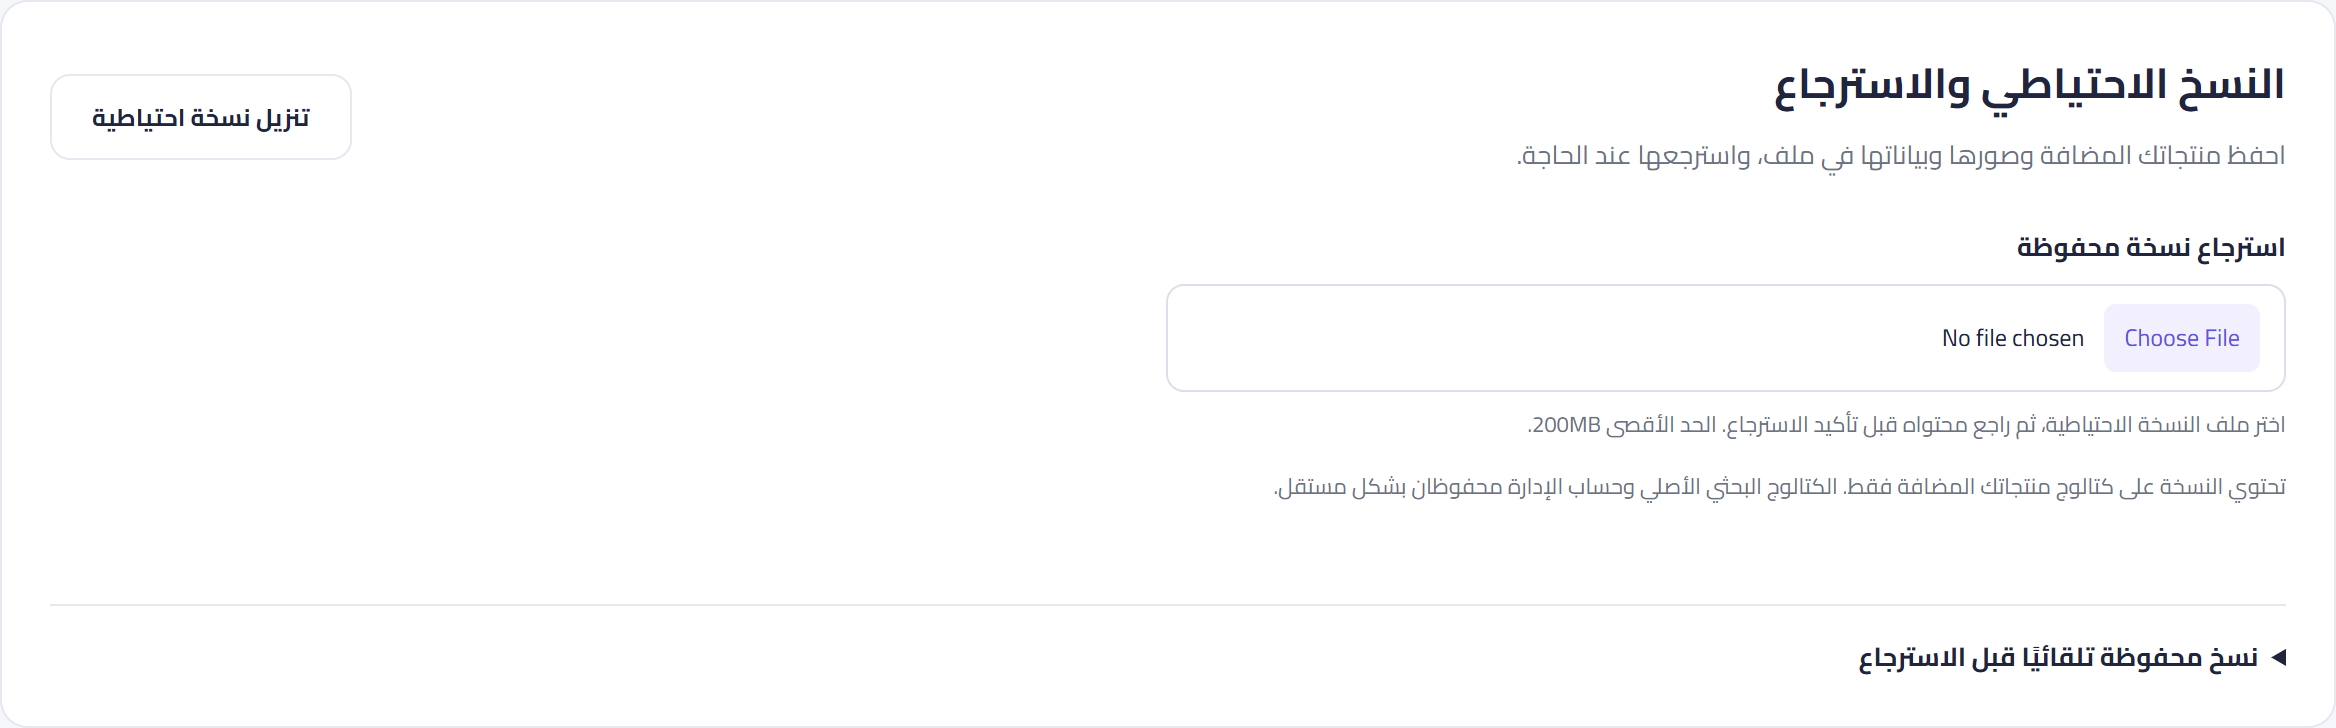 النسخ الاحتياطي والاسترجاع
احفظ منتجاتك المضافة وصورها وبياناتها في ملف، واسترجعها عند الحاجة.
تنزيل نسخة احتياطية
استرجاع نسخة محفوظة
Choose File No file chosen
اختر ملف النسخة الاحتياطية، ثم راجع محتواه قبل تأكيد الاسترجاع. الحد الأقصى 200MB.
تحتوي النسخة على كتالوج منتجاتك المضافة فقط. الكتالوج البحثي الأصلي وحساب الإدارة محفوظان بشكل مستقل.
نسخ محفوظة تلقائيًا قبل الاسترجاع